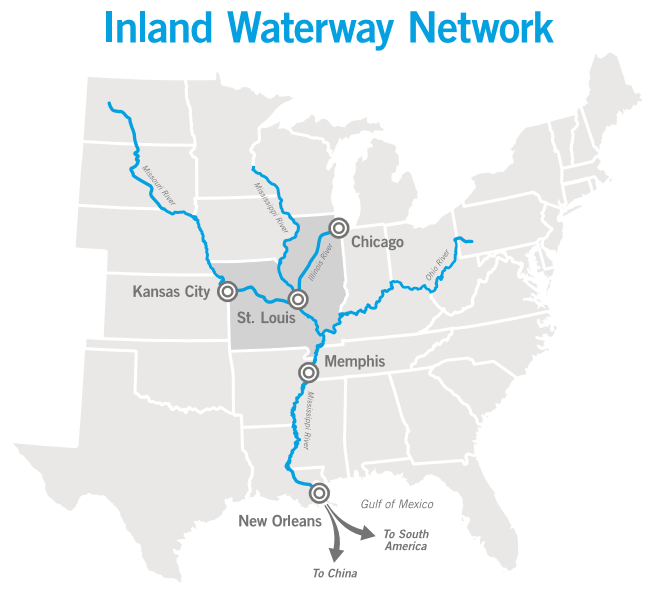 Inland Waterway Network
Missouri River
Mississippi River
Illinois River
Chicago
Ohio River
Kansas City
St. Louis
Memphis
Mississippi River
New Orleans
Gulf of Mexico
To South
America
To China